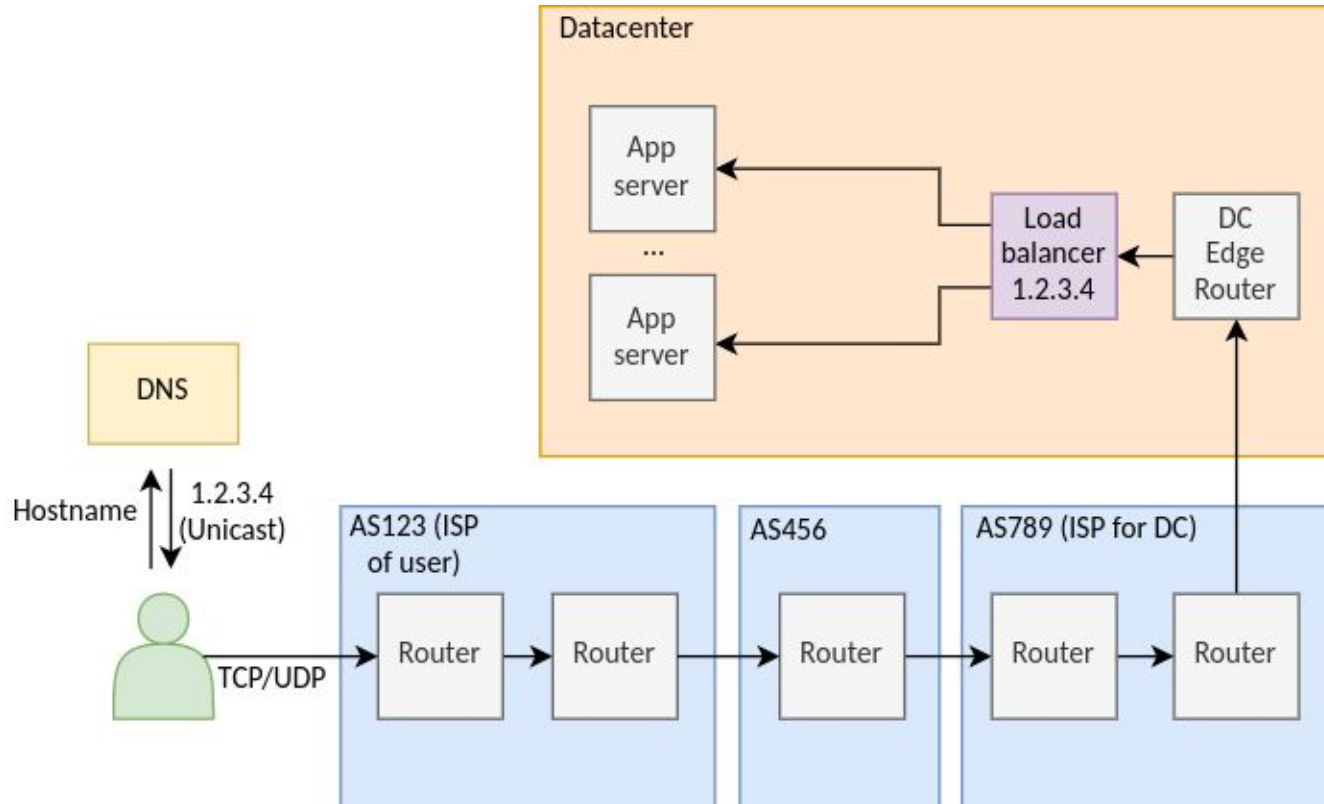 Datacenter
App
server
...
App
server
Load
balancer
1.2.3.4
DC
Edge
Router
DNS
Hostname
1.2.3.4
(Unicast)
TCP/UDP
AS123 (ISP
of user)
Router
Router
AS456
Router
AS789 (ISP for DC)
Router
Router